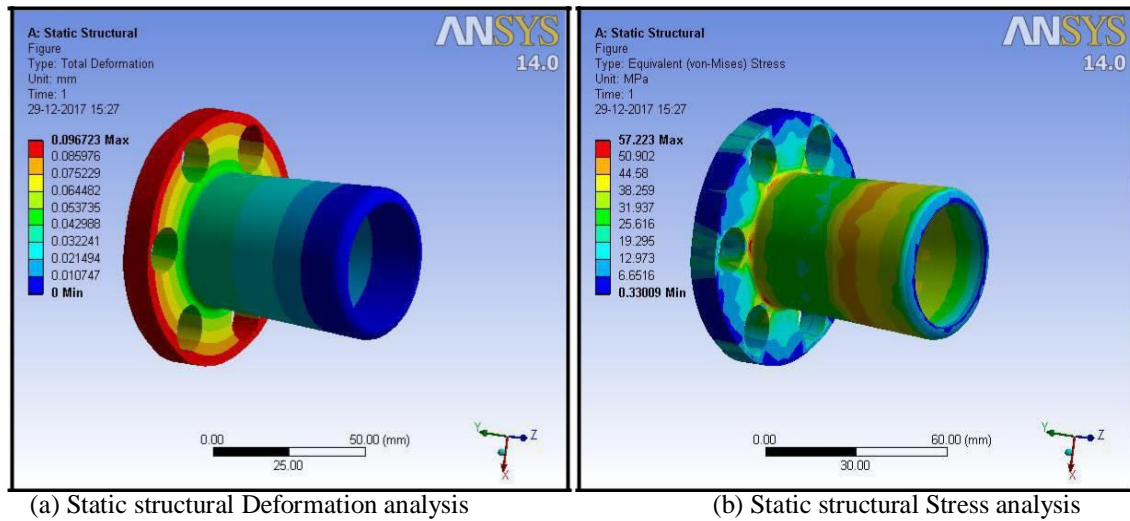 ANSYS
14.0
A: Static Structural
Figure
Type: Total Deformation
Unit: mm
Time: 1
29-12-2017 15:27
0.096723 Max
0.085976
0.075229
0.064482
0.053735
0.042988
0.032241
0.021494
0.010747
0 Min
0.00 50.00 (mm)
25.00
Y Z
X
ANSYS
14.0
A: Static Structural
Figure
Type: Equivalent (von-Mises) Stress
Unit: MPa
Time: 1
29-12-2017 15:27
57.223 Max
50.902
44.58
38.259
31.937
25.616
19.295
12.973
6.6516
0.33009 Min
0.00 60.00 (mm)
30.00
Y Z
X
(a) Static structural Deformation analysis
(b) Static structural Stress analysis